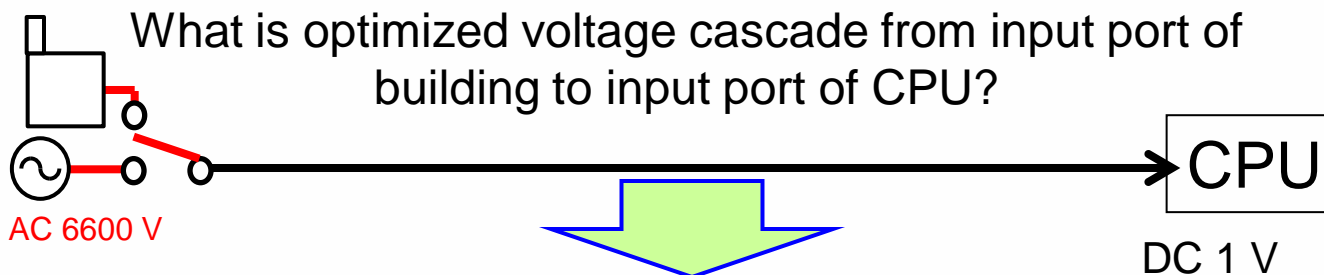 What is optimized voltage cascade from input port of
building to input port of CPU?
CPU
AC 6600 V
DC 1 V